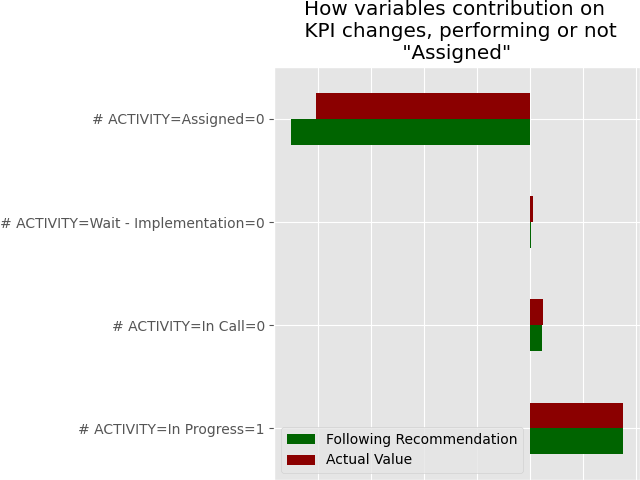 How variables contribution on
KPI changes, performing or not
"Assigned"
# ACTIVITY=Assigned=0
# ACTIVITY=Wait - Implementation=0
# ACTIVITY=In Call=0
# ACTIVITY=In Progress=1
Following Recommendation
Actual Value